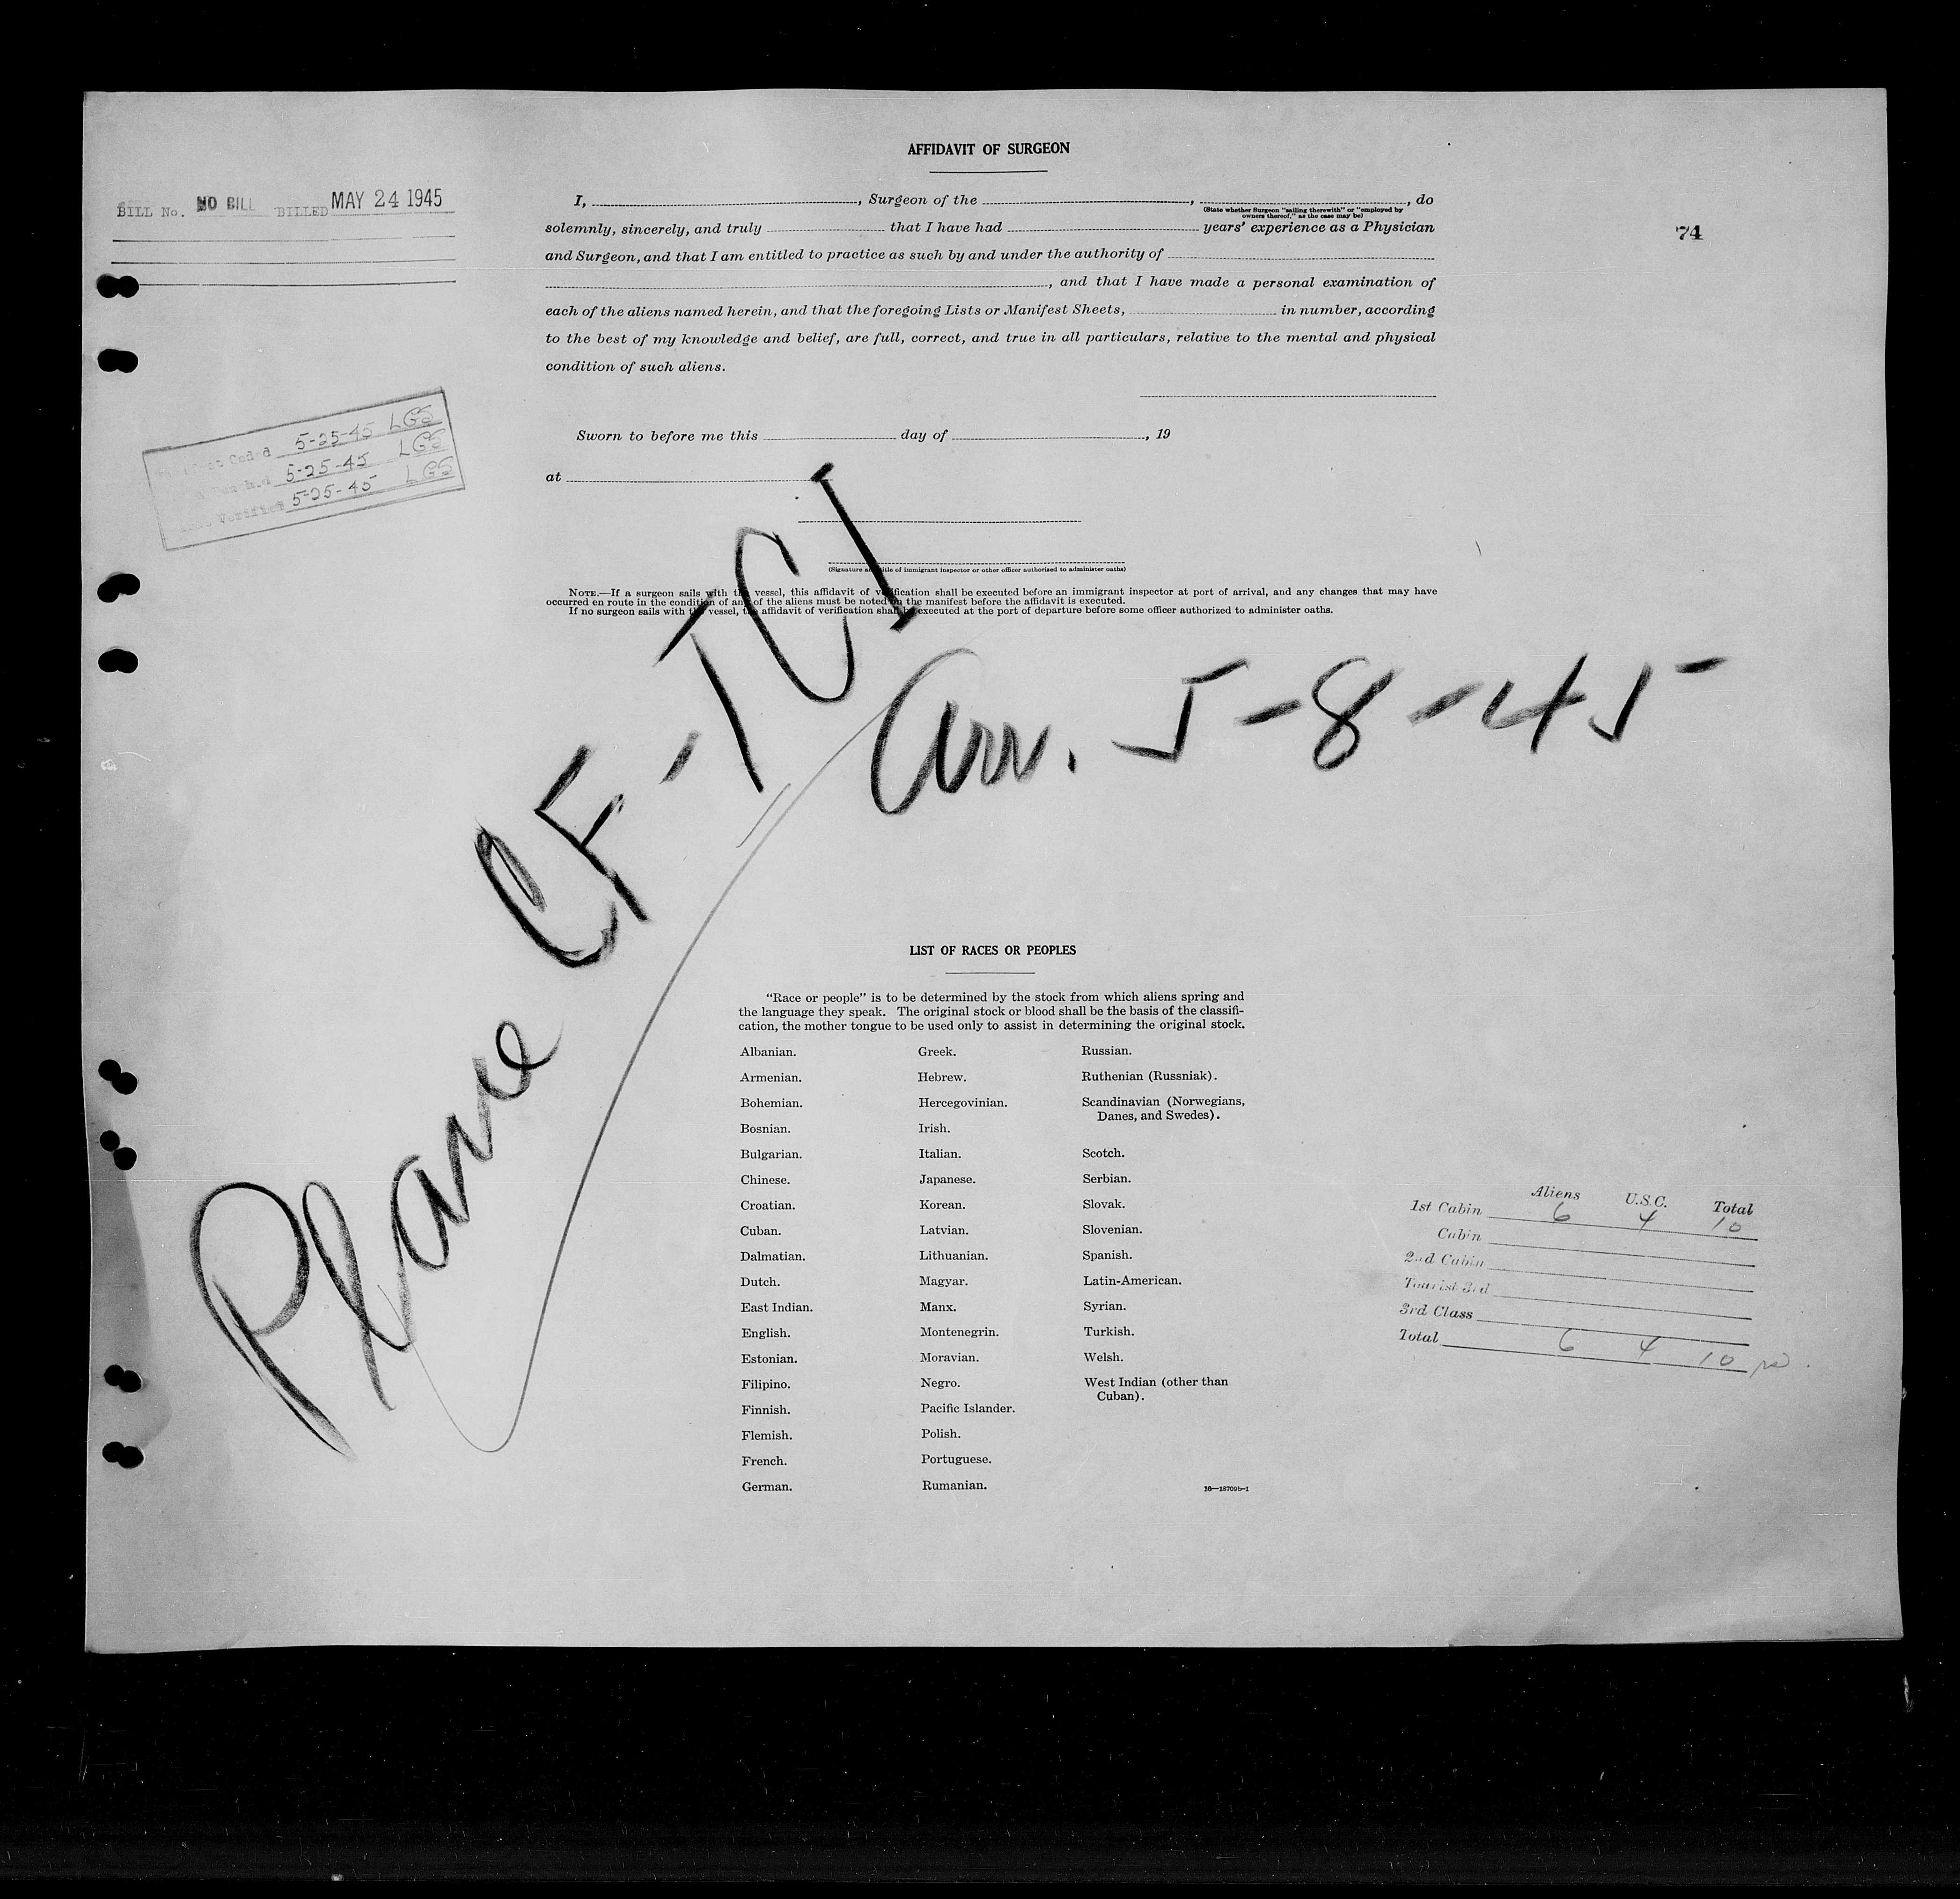 AFFIDAVIT OF SURGEON
BILL No. NO BILL BILLED MAY 24 1945
74
I, , Surgeon of the , , do
(State whether Surgeon "sailing therewith" or "employed by
owners thereof," as the case may be)
solemnly, sincerely, and truly that I have had years' experience as a Physician
and Surgeon, and that I am entitled to practice as such by and under the authority of
, and that I have made a personal examination of
each of the aliens named herein, and that the foregoing Lists or Manifest Sheets, in number, according
to the best of my knowledge and belief, are full, correct, and true in all particulars, relative to the mental and physical
condition of such aliens.
Coded 5-25-45 LGS
5-25-45 LGS
Verified 5-25-45 LGS
Sworn to before me this day of , 19
at
(Signature and title of immigrant inspector or other officer authorized to administer oaths)
NOTE.—If a surgeon sails with the vessel, this affidavit of verification shall be executed before an immigrant inspector at port of arrival, and any changes that may have
occurred en route in the condition of any of the aliens must be noted on the manifest before the affidavit is executed.
If no surgeon sails with the vessel, the affidavit of verification shall be executed at the port of departure before some officer authorized to administer oaths.
Plane CF-TCI
Arr. 5-8-45
LIST OF RACES OR PEOPLES
"Race or people" is to be determined by the stock from which aliens spring and
the language they speak. The original stock or blood shall be the basis of the classifi-
cation, the mother tongue to be used only to assist in determining the original stock.
Albanian.
Armenian.
Bohemian.
Bosnian.
Bulgarian.
Chinese.
Croatian.
Cuban.
Dalmatian.
Dutch.
East Indian.
English.
Estonian.
Filipino.
Finnish.
Flemish.
French.
German.
Greek.
Hebrew.
Hercegovinian.
Irish.
Italian.
Japanese.
Korean.
Latvian.
Lithuanian.
Magyar.
Manx.
Montenegrin.
Moravian.
Negro.
Pacific Islander.
Polish.
Portuguese.
Rumanian.
Russian.
Ruthenian (Russniak).
Scandinavian (Norwegians,
Danes, and Swedes).
Scotch.
Serbian.
Slovak.
Slovenian.
Spanish.
Latin-American.
Syrian.
Turkish.
Welsh.
West Indian (other than
Cuban).
16—18709b-1
Aliens U.S.C. Total
1st Cabin 6 4 10
Cabin
2nd Cabin
Tourist 3rd
3rd Class
Total 6 4 10